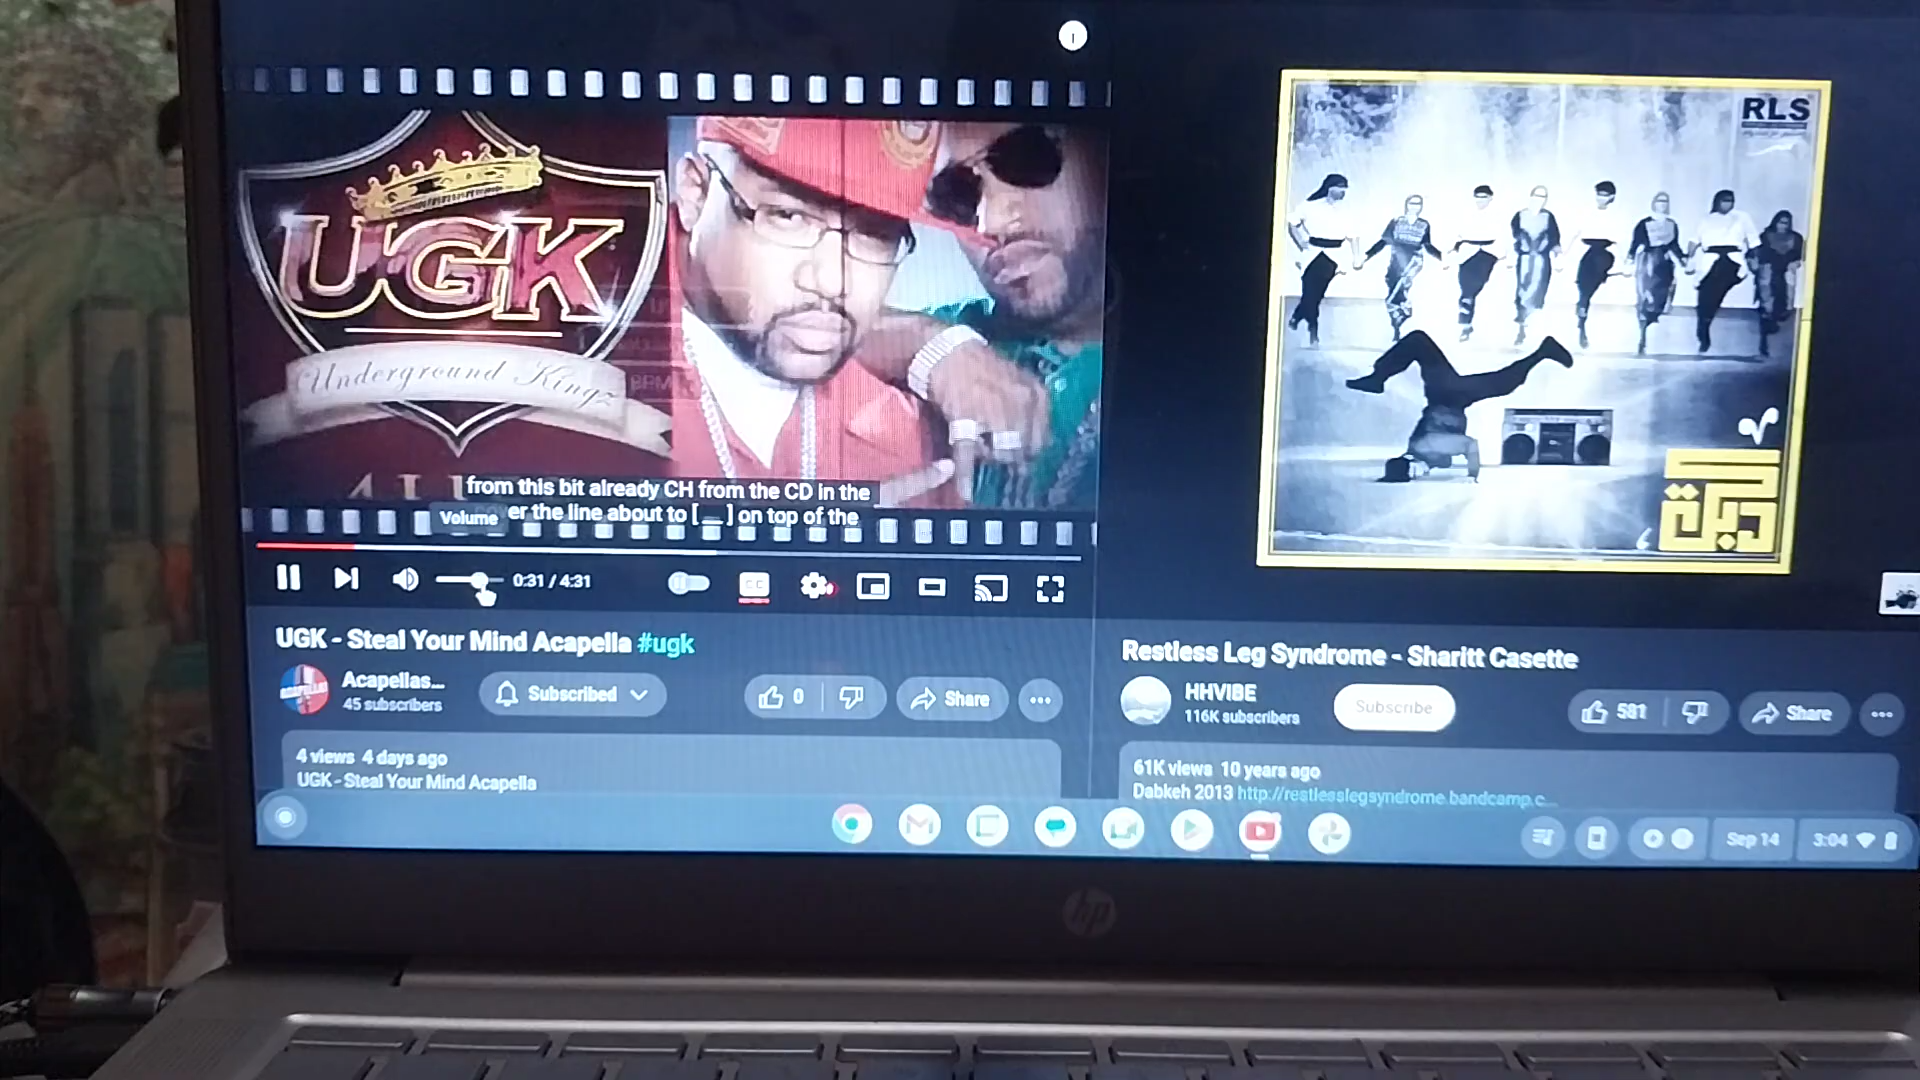 UGK
Underground Kingz
BPM
from this bit already CH from the CD in the
er the line about to [ __ ] on top of the
Volume
0:31 / 4:31
CC
UGK - Steal Your Mind Acapella #ugk
Acapellas...
45 subscribers
Subscribed
0
Share
4 views 4 days ago
UGK - Steal Your Mind Acapella
RLS
دبكة
Restless Leg Syndrome - Sharitt Casette
HHVIBE
116K subscribers
Subscribe
581
Share
61K views 10 years ago
Dabkeh 2013 http://restlesslegsyndrome.bandcamp.c...
Sep 14
3:04
hp